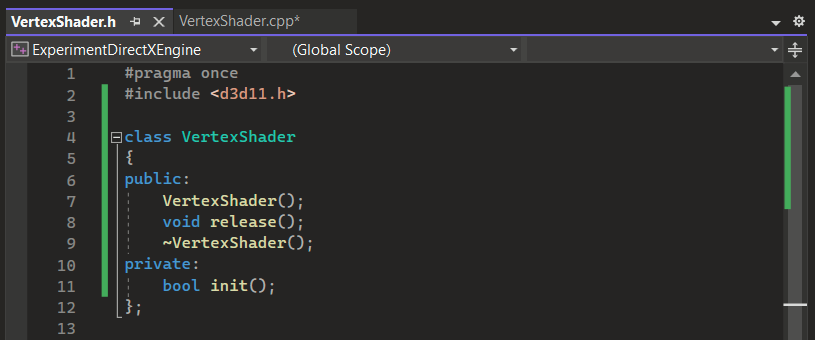 VertexShader.h VertexShader.cpp*
ExperimentDirectXEngine (Global Scope)
1 #pragma once
2 #include <d3d11.h>
3
4 class VertexShader
5 {
6 public:
7 VertexShader();
8 void release();
9 ~VertexShader();
10 private:
11 bool init();
12 };
13